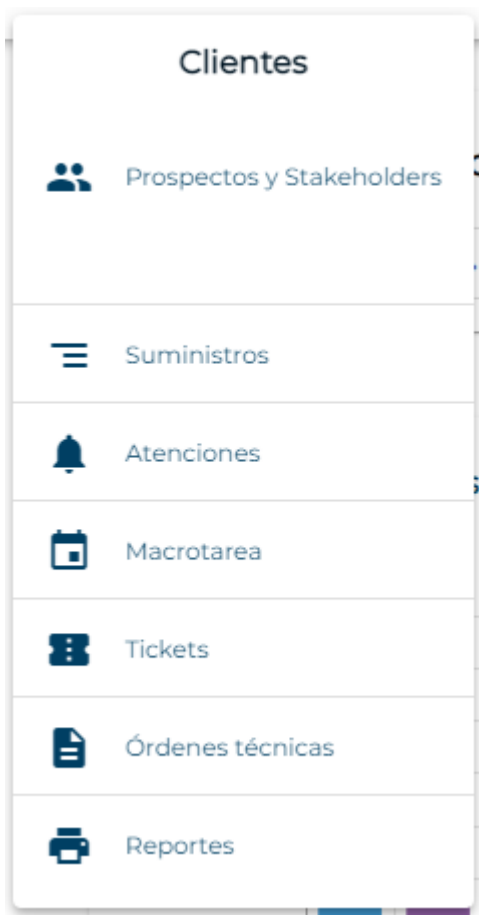 Clientes
Prospectos y Stakeholders
Suministros
Atenciones
Macrotarea
Tickets
Órdenes técnicas
Reportes